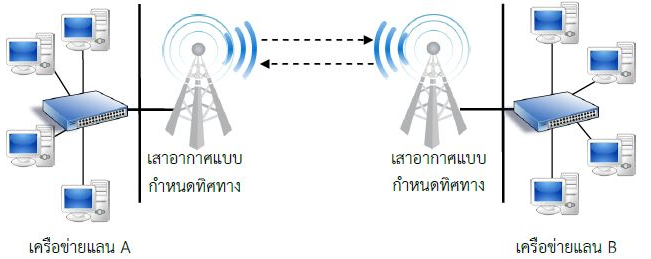 เสาอากาศแบบ
กำหนดทิศทาง
เสาอากาศแบบ
กำหนดทิศทาง
เครือข่ายแลน A
เครือข่ายแลน B